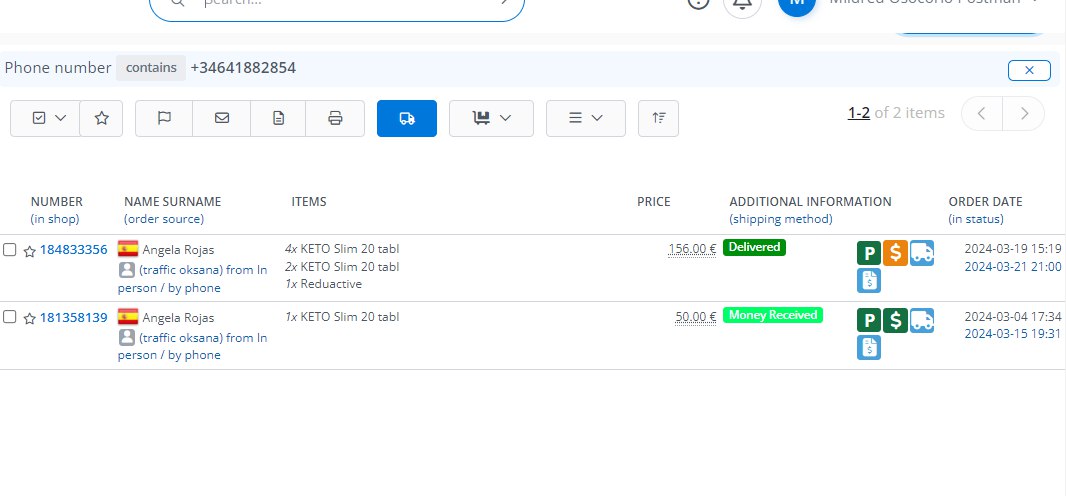 Search...
M
Mildred Osocorio Postman
Phone number contains +34641882854
1-2 of 2 items
NUMBER
(in shop)
NAME SURNAME
(order source)
ITEMS
PRICE
ADDITIONAL INFORMATION
(shipping method)
ORDER DATE
(in status)
184833356
Angela Rojas
(traffic oksana) from In
person / by phone
4x KETO Slim 20 tabl
2x KETO Slim 20 tabl
1x Reduactive
156.00 €
Delivered
P $
$
2024-03-19 15:19
2024-03-21 21:00
181358139
Angela Rojas
(traffic oksana) from In
person / by phone
1x KETO Slim 20 tabl
50.00 €
Money Received
P $
$
2024-03-04 17:34
2024-03-15 19:31